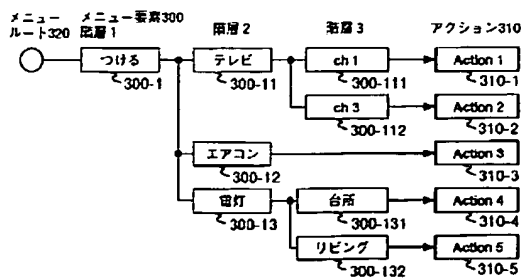 メニュー
ルート320
メニュー要素300
階層1
階層2
階層3
アクション310
つける
300-1
テレビ
300-11
ch 1
300-111
Action 1
310-1
ch 3
300-112
Action 2
310-2
エアコン
300-12
Action 3
310-3
電灯
300-13
台所
300-131
Action 4
310-4
リビング
300-132
Action 5
310-5